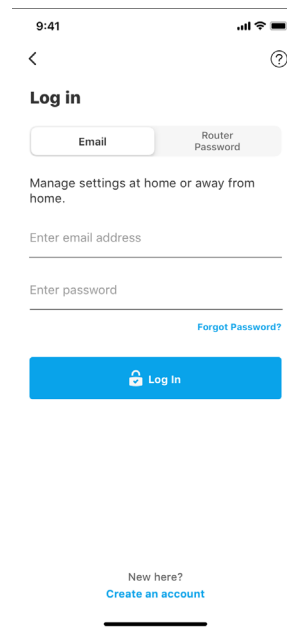 9:41
?
Log in
Email
Router
Password
Manage settings at home or away from
home.
Enter email address
Enter password
Forgot Password?
Log In
New here?
Create an account